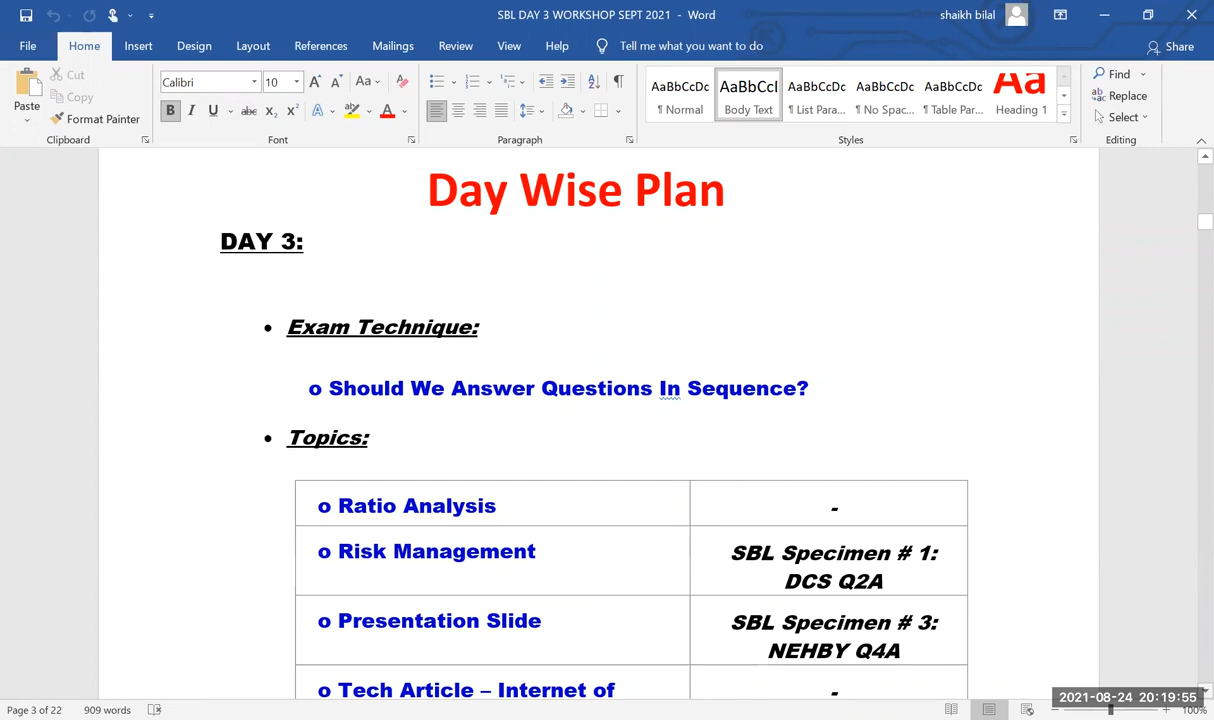 SBL DAY 3 WORKSHOP SEPT 2021 - Word
shaikh bilal
File Home Insert Design Layout References Mailings Review View Help Tell me what you want to do Share
Paste
Cut
Copy
Format Painter
Clipboard
Calibri 10
Aa
B I U abc X₂ X² A A
Font
Paragraph
AaBbCcDc AaBbCcI AaBbCcDc AaBbCcDc AaBbCcDc Aa
¶ Normal Body Text ¶ List Para... ¶ No Spac... ¶ Table Par... Heading 1
Styles
Find
Replace
Select
Editing
Day Wise Plan
DAY 3:
• Exam Technique:
o Should We Answer Questions In Sequence?
• Topics:
o Ratio Analysis -
o Risk Management SBL Specimen # 1:
DCS Q2A
o Presentation Slide SBL Specimen # 3:
NEHBY Q4A
o Tech Article – Internet of -
2021-08-24 20:19:55
Page 3 of 22 909 words 100%